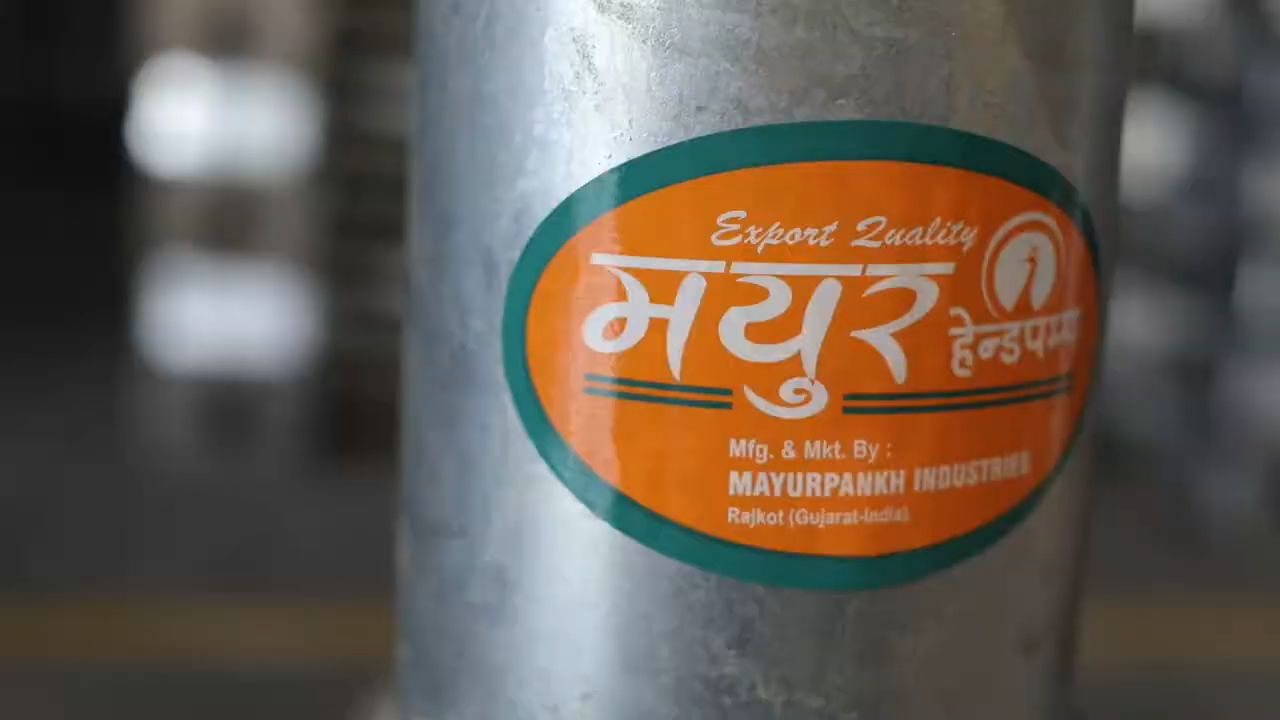 Export Quality
मयुर
हेन्डपम्प
Mfg. & Mkt. By :
MAYURPANKH INDUSTRIES
Rajkot (Gujarat-India)